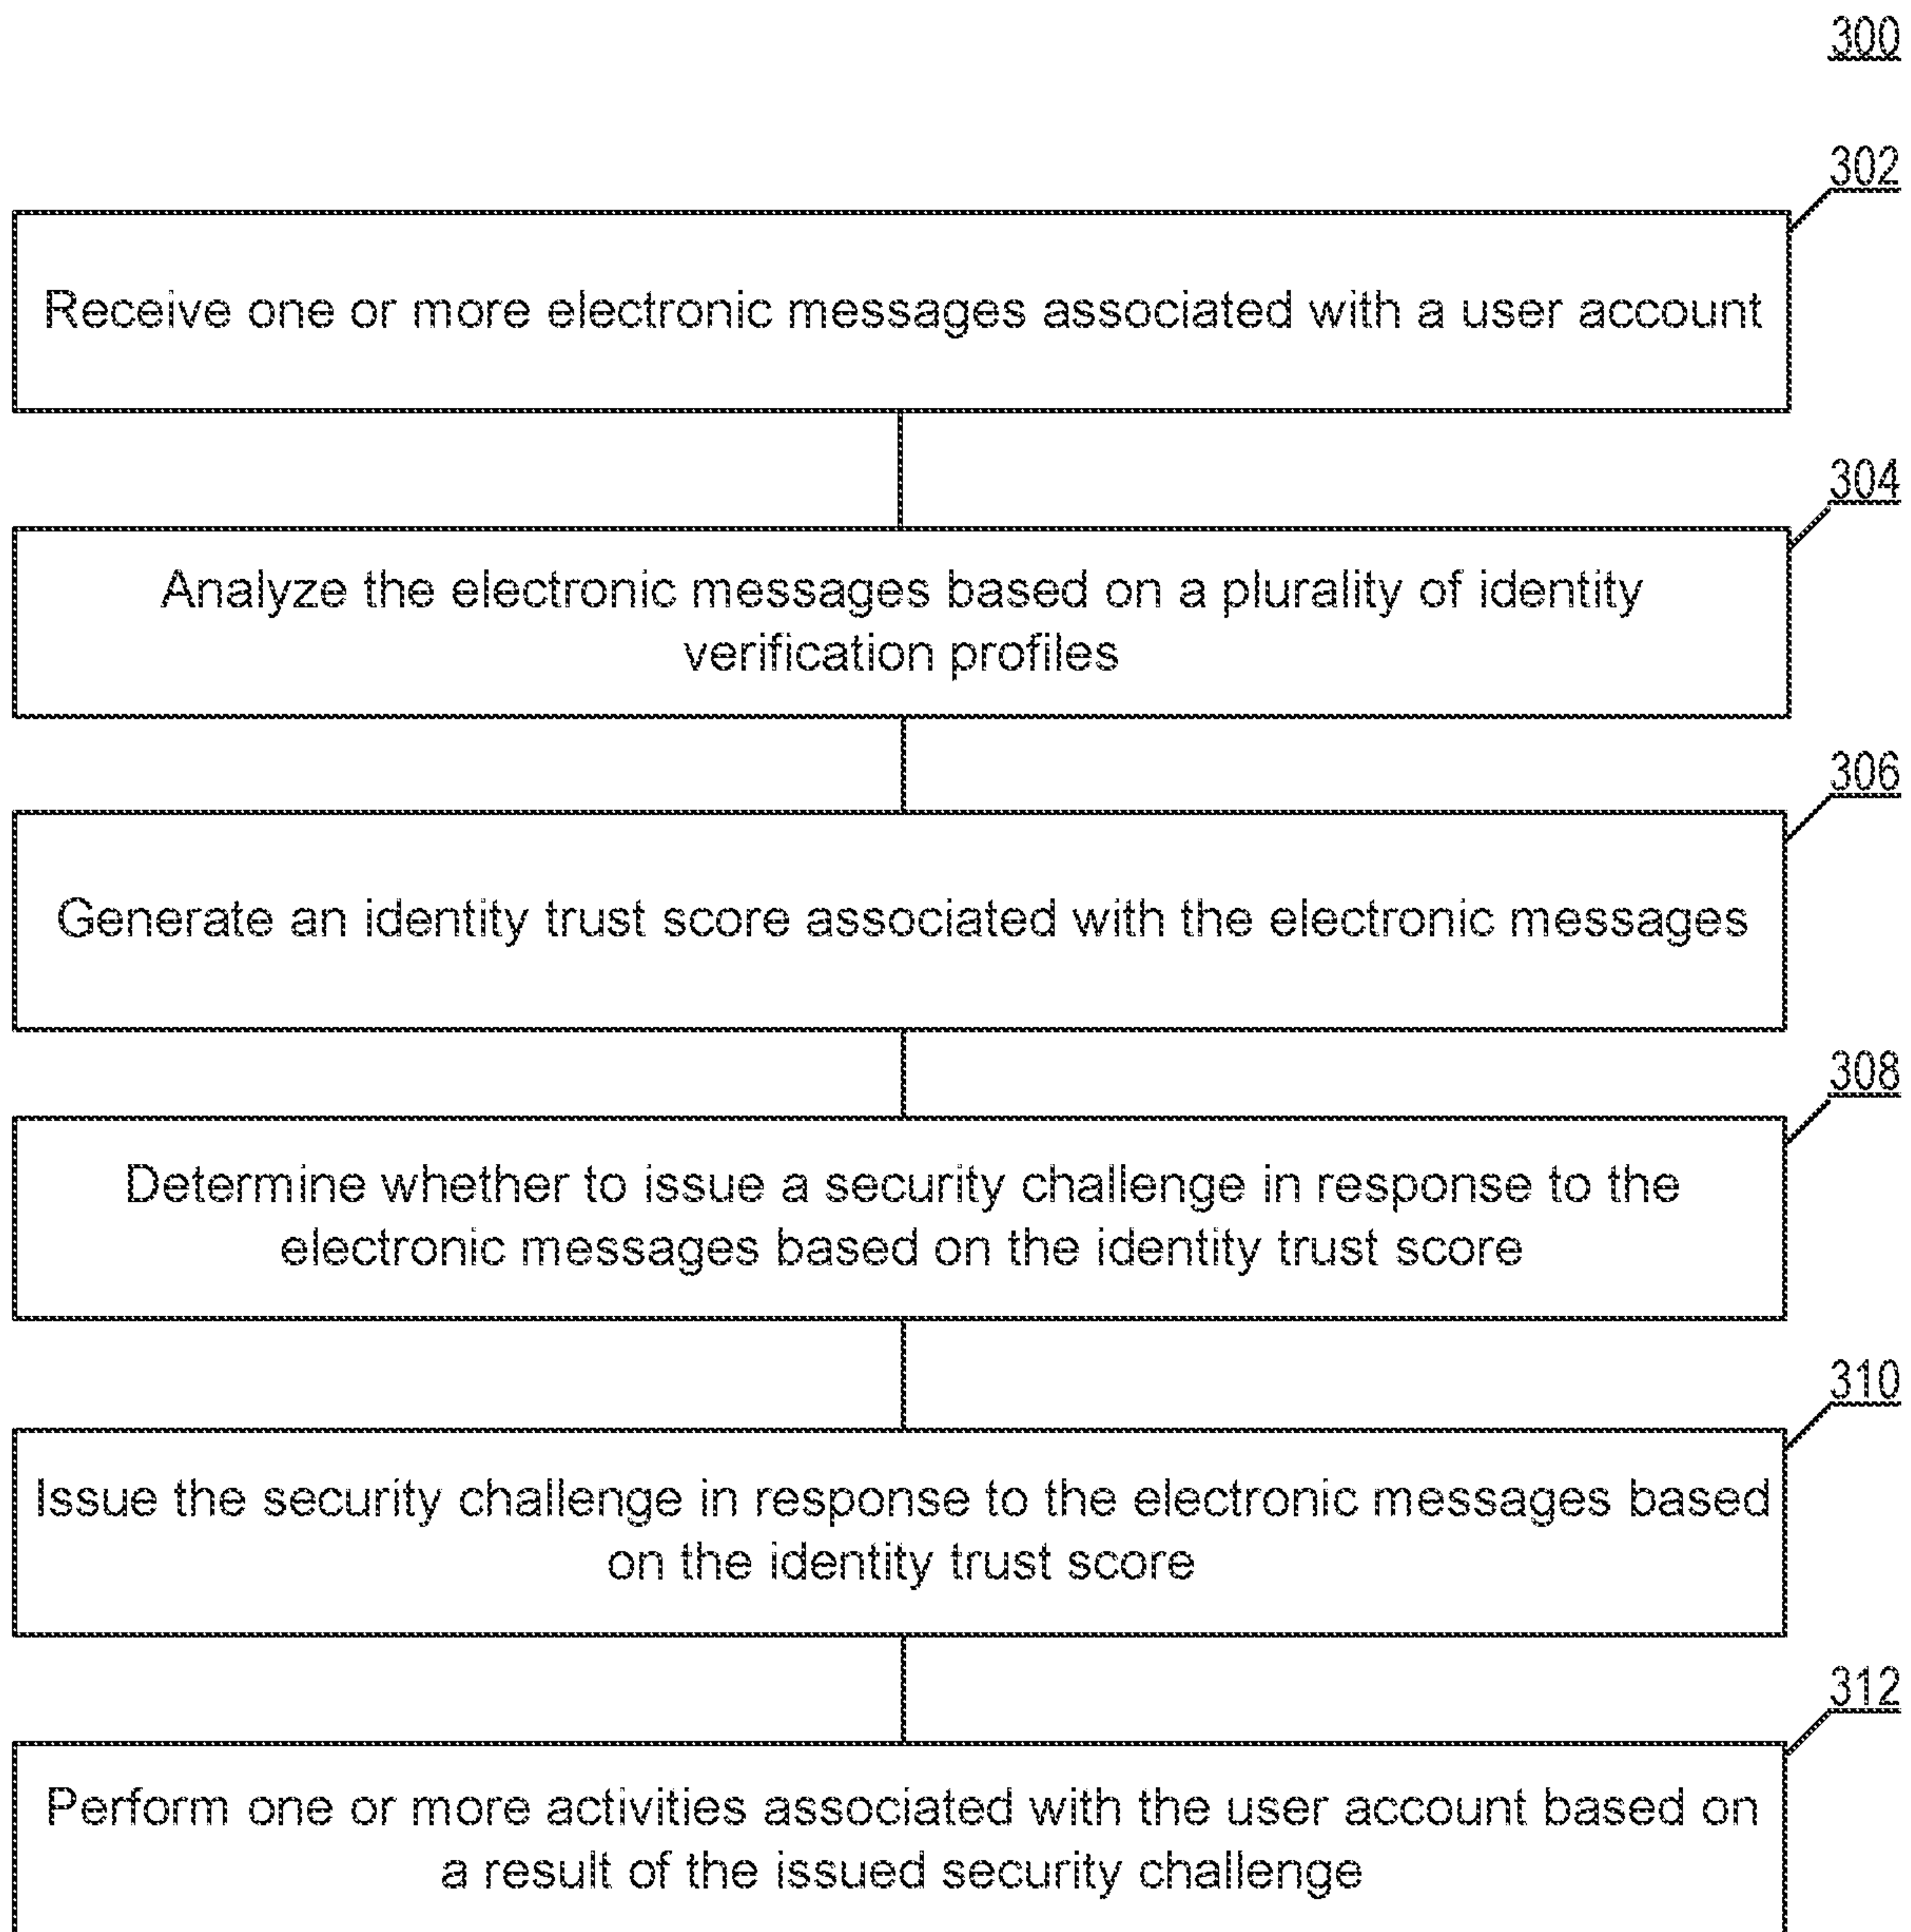 300
302
Receive one or more electronic messages associated with a user account
304
Analyze the electronic messages based on a plurality of identity
verification profiles
306
Generate an identity trust score associated with the electronic messages
308
Determine whether to issue a security challenge in response to the
electronic messages based on the identity trust score
310
Issue the security challenge in response to the electronic messages based
on the identity trust score
312
Perform one or more activities associated with the user account based on
a result of the issued security challenge